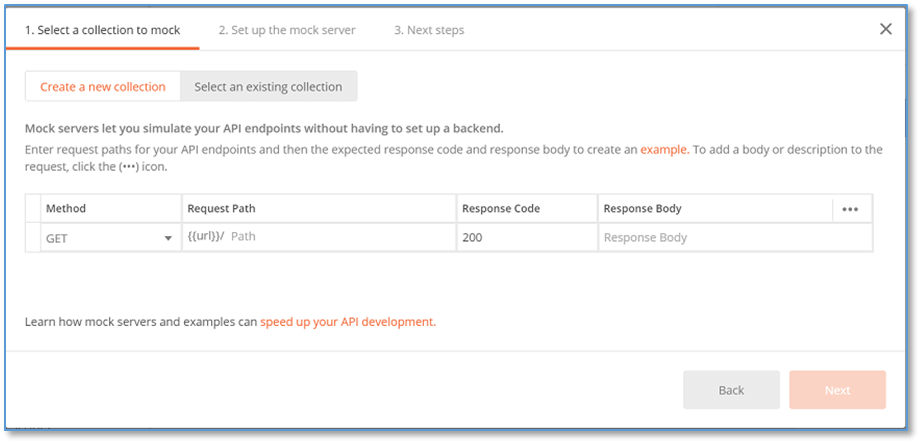 1. Select a collection to mock 2. Set up the mock server 3. Next steps
Create a new collection Select an existing collection
Mock servers let you simulate your API endpoints without having to set up a backend.
Enter request paths for your API endpoints and then the expected response code and response body to create an example. To add a body or description to the
request, click the (•••) icon.
Method Request Path Response Code Response Body •••
GET {{url}}/ Path 200 Response Body
Learn how mock servers and examples can speed up your API development.
Back Next